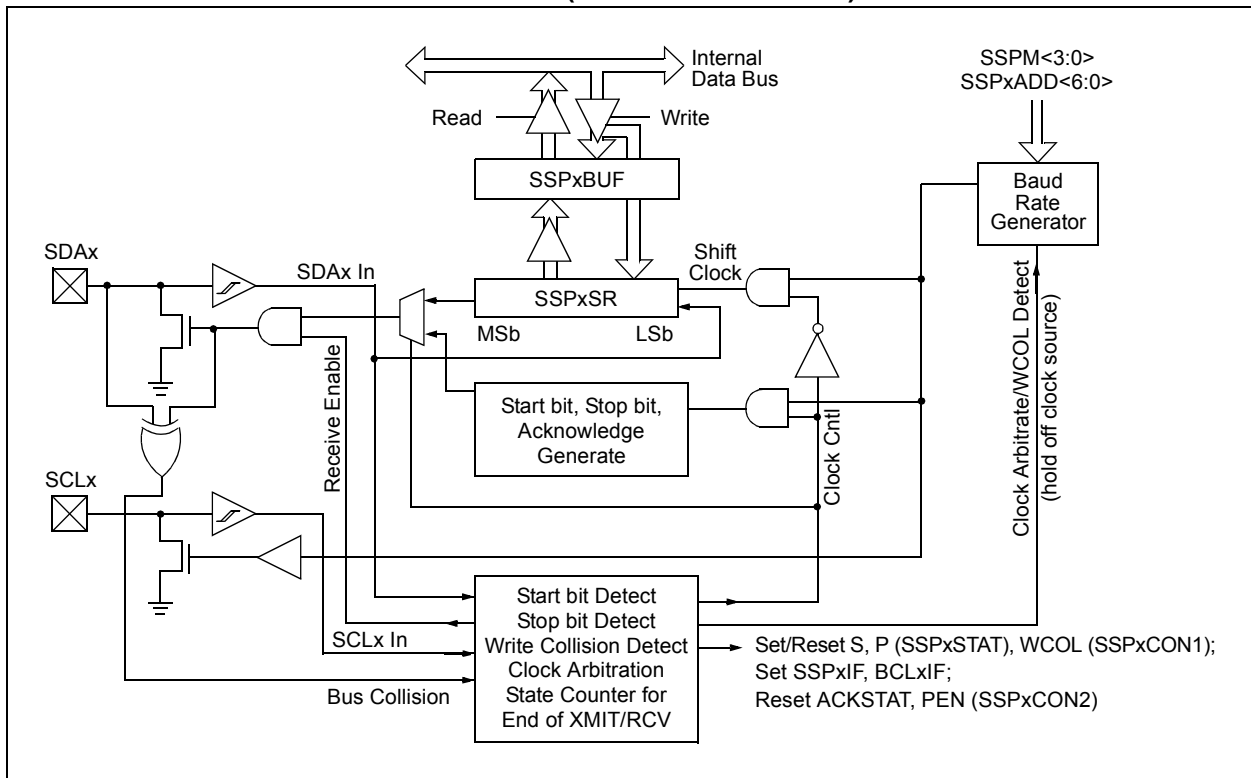 Internal
Data Bus
SSPM<3:0>
SSPxADD<6:0>
Read
Write
SSPxBUF
Baud
Rate
Generator
SDAx
SDAx In
Shift
Clock
SSPxSR
MSb
LSb
Receive Enable
Start bit, Stop bit,
Acknowledge
Generate
Clock Cntl
Clock Arbitrate/WCOL Detect
(hold off clock source)
SCLx
SCLx In
Bus Collision
Start bit Detect
Stop bit Detect
Write Collision Detect
Clock Arbitration
State Counter for
End of XMIT/RCV
Set/Reset S, P (SSPxSTAT), WCOL (SSPxCON1);
Set SSPxIF, BCLxIF;
Reset ACKSTAT, PEN (SSPxCON2)